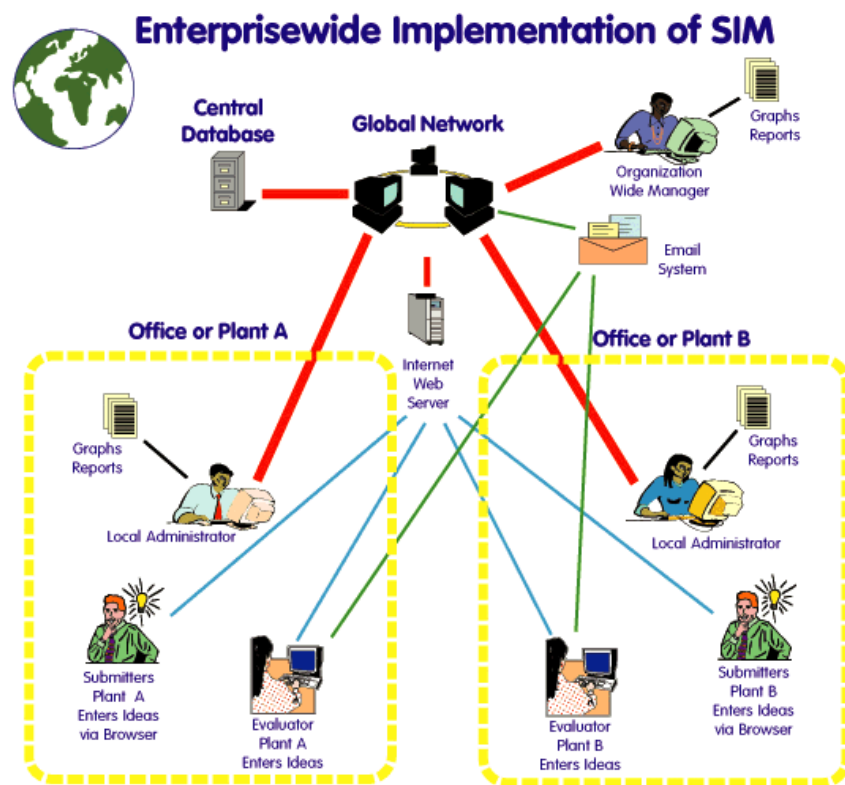 Enterprisewide Implementation of SIM
Central
Database
Global Network
Graphs
Reports
Organization
Wide Manager
Email
System
Office or Plant A
Internet
Web
Server
Office or Plant B
Graphs
Reports
Local Administrator
Graphs
Reports
Local Administrator
Submitters
Plant A
Enters Ideas
via Browser
Evaluator
Plant A
Enters Ideas
Evaluator
Plant B
Enters Ideas
Submitters
Plant B
Enters Ideas
via Browser